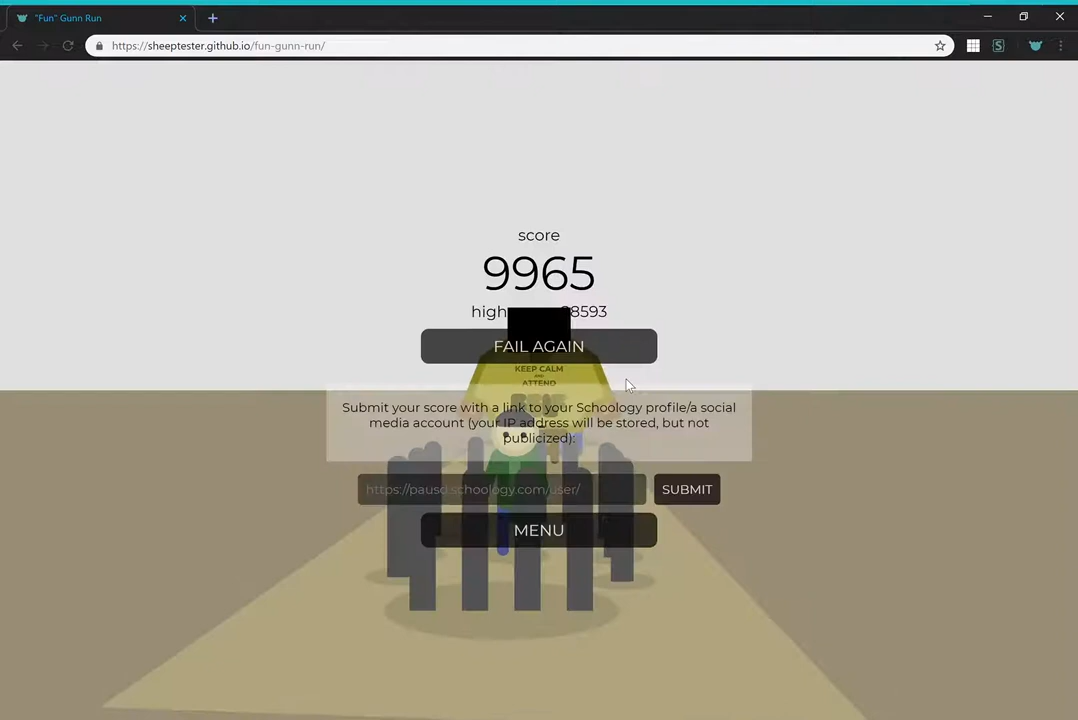 "Fun" Gunn Run
https://sheeptester.github.io/fun-gunn-run/
score
9965
high 8593
FAIL AGAIN
KEEP CALM
AND
ATTEND
Submit your score with a link to your Schoology profile/a social
media account (your IP address will be stored, but not
publicized):
https://pausd.schoology.com/user/
SUBMIT
MENU